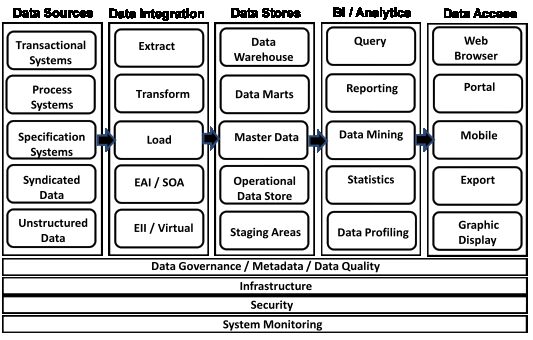 Data Sources
Transactional
Systems
Process
Systems
Specification
Systems
Syndicated
Data
Unstructured
Data
Data Integration
Extract
Transform
Load
EAI / SOA
EII / Virtual
Data Stores
Data
Warehouse
Data Marts
Master Data
Operational
Data Store
Staging Areas
BI / Analytics
Query
Reporting
Data Mining
Statistics
Data Profiling
Data Access
Web
Browser
Portal
Mobile
Export
Graphic
Display
Data Governance / Metadata / Data Quality
Infrastructure
Security
System Monitoring